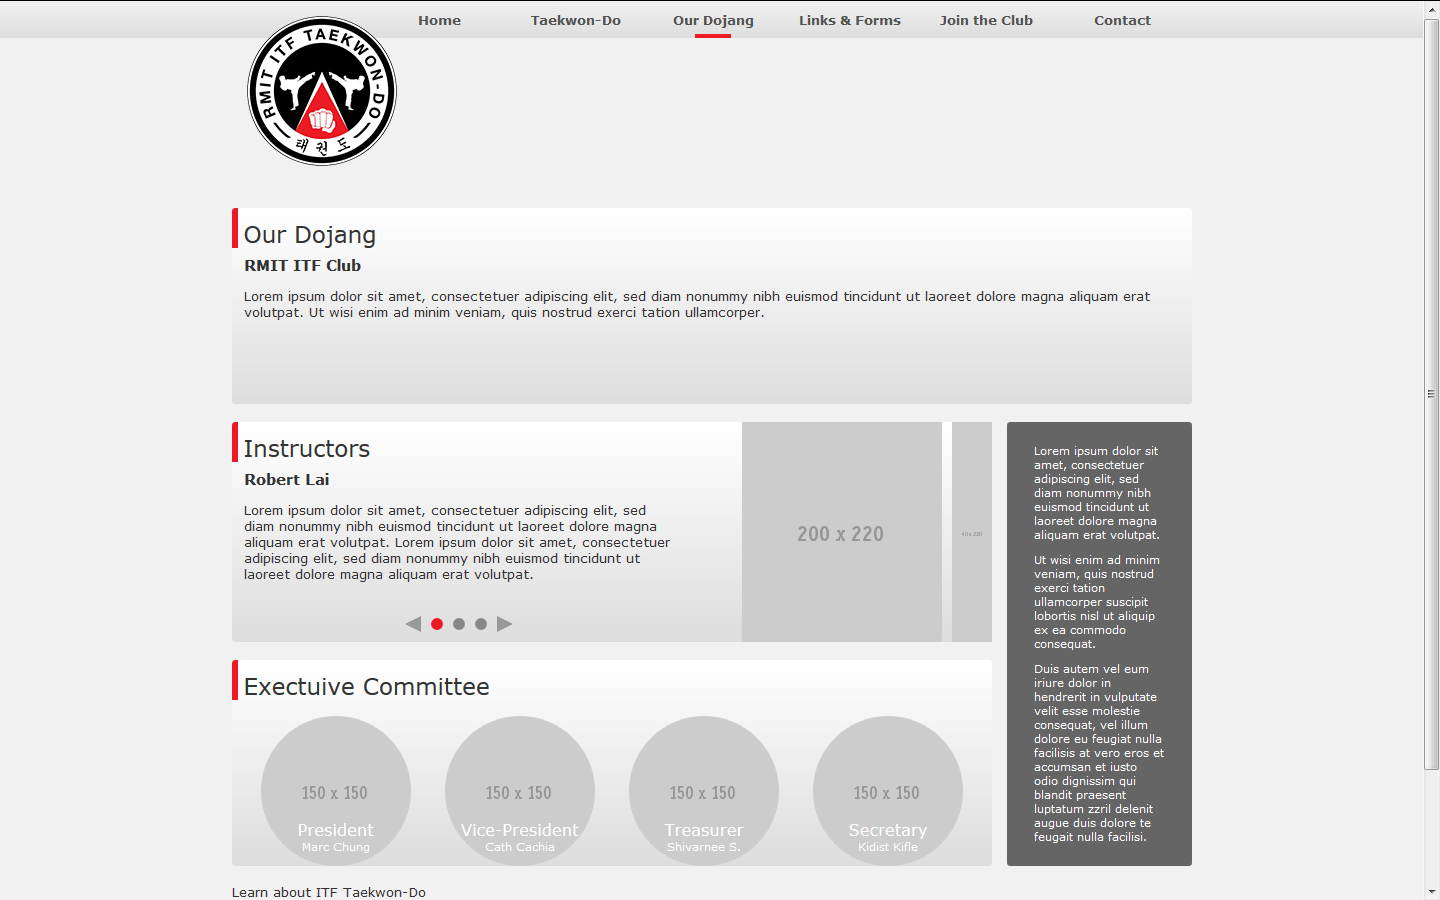 Home
Taekwon-Do
Our Dojang
Links & Forms
Join the Club
Contact
RMIT ITF TAEKWON-DO
태권도
Our Dojang
RMIT ITF Club
Lorem ipsum dolor sit amet, consectetuer adipiscing elit, sed diam nonummy nibh euismod tincidunt ut laoreet dolore magna aliquam erat
volutpat. Ut wisi enim ad minim veniam, quis nostrud exerci tation ullamcorper.
Instructors
Robert Lai
Lorem ipsum dolor sit amet, consectetuer adipiscing elit, sed
diam nonummy nibh euismod tincidunt ut laoreet dolore magna
aliquam erat volutpat. Lorem ipsum dolor sit amet, consectetuer
adipiscing elit, sed diam nonummy nibh euismod tincidunt ut
laoreet dolore magna aliquam erat volutpat.
200 x 220
40 x 220
Lorem ipsum dolor sit
amet, consectetuer
adipiscing elit, sed
diam nonummy nibh
euismod tincidunt ut
laoreet dolore magna
aliquam erat volutpat.
Ut wisi enim ad minim
veniam, quis nostrud
exerci tation
ullamcorper suscipit
lobortis nisl ut aliquip
ex ea commodo
consequat.
Duis autem vel eum
iriure dolor in
hendrerit in vulputate
velit esse molestie
consequat, vel illum
dolore eu feugiat nulla
facilisis at vero eros et
accumsan et iusto
odio dignissim qui
blandit praesent
luptatum zzril delenit
augue duis dolore te
feugait nulla facilisi.
Exectuive Committee
150 x 150
President
Marc Chung
150 x 150
Vice-President
Cath Cachia
150 x 150
Treasurer
Shivarnee S.
150 x 150
Secretary
Kidist Kifle
Learn about ITF Taekwon-Do